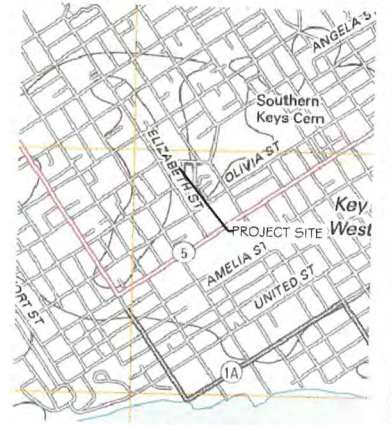 ANGELA S
Southern
Keys Cem
ELIZABETH ST
OLIVIA ST
Key
West
PROJECT SITE
5
AMELIA ST
UNITED ST
ORT ST
1A